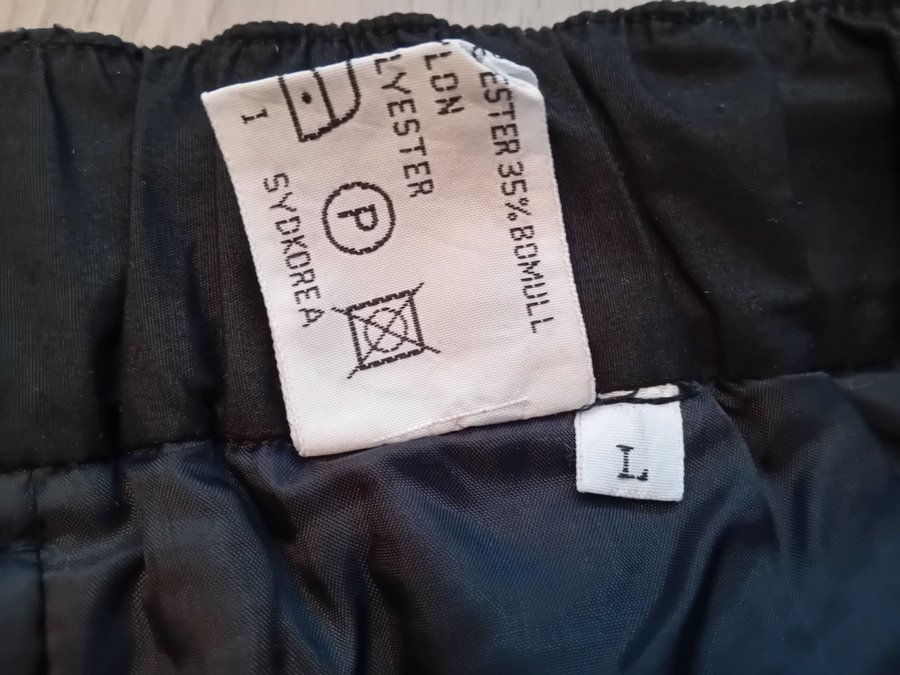 ESTER 35% BOMULL
LON
LYESTER
P
I SYDKOREA
L